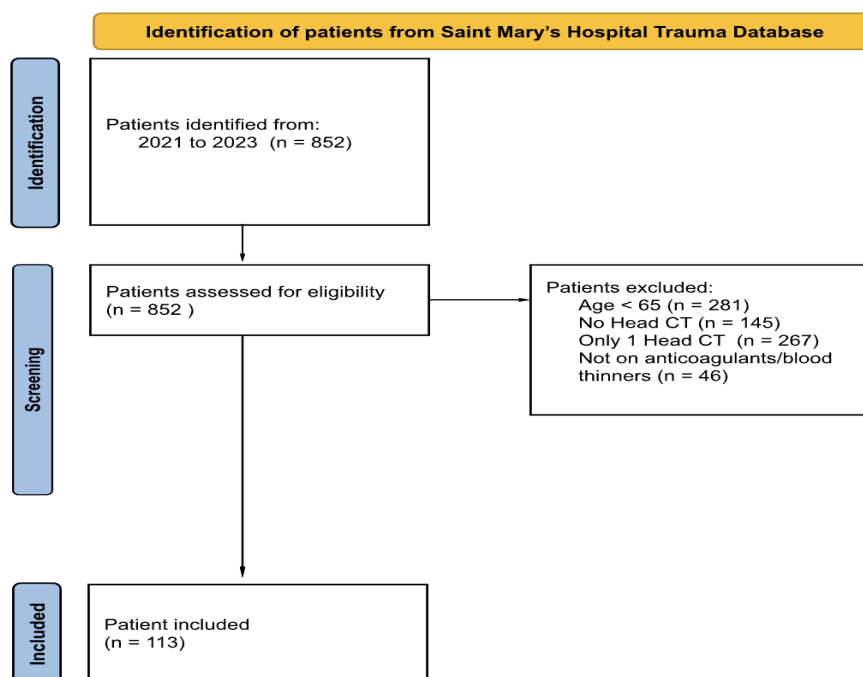 Identification of patients from Saint Mary's Hospital Trauma Database
Identification
Patients identified from:
2021 to 2023 (n = 852)
Screening
Patients assessed for eligibility
(n = 852 )
Patients excluded:
Age < 65 (n = 281)
No Head CT (n = 145)
Only 1 Head CT (n = 267)
Not on anticoagulants/blood
thinners (n = 46)
Included
Patient included
(n = 113)